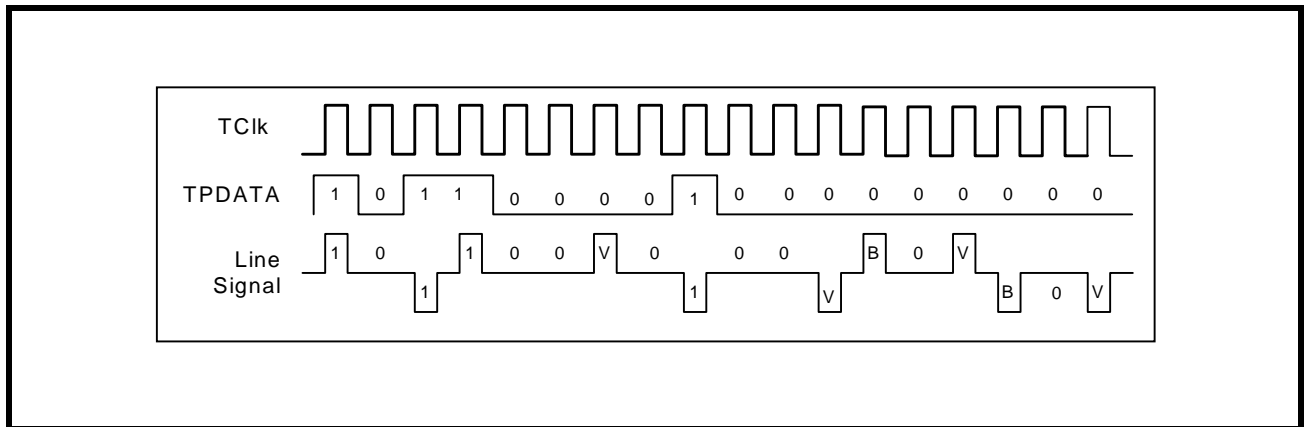 TClk
TPDATA 1 0 1 1 0 0 0 0 1 0 0 0 0 0 0 0 0 0
Line Signal 1 0 1 1 0 0 V 0 1 0 0 V B 0 V B 0 V